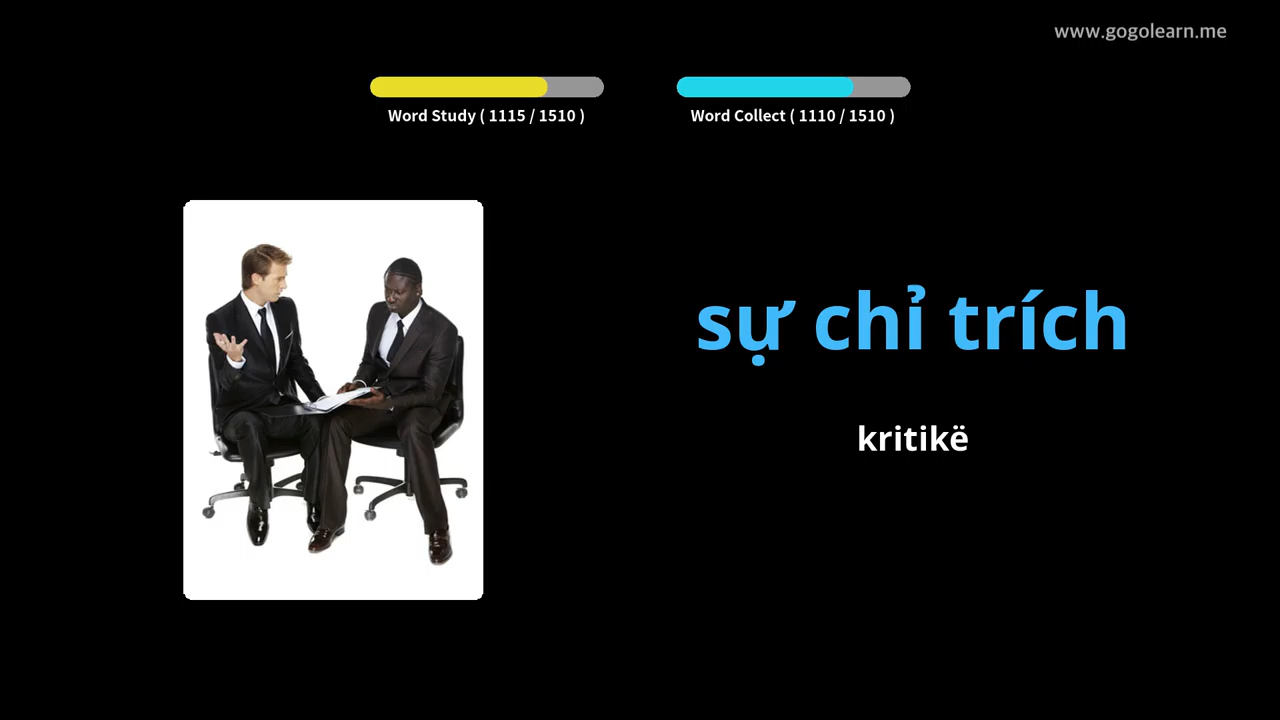 www.gogolearn.me
Word Study ( 1115 / 1510 )
Word Collect ( 1110 / 1510 )
sự chỉ trích
kritikë